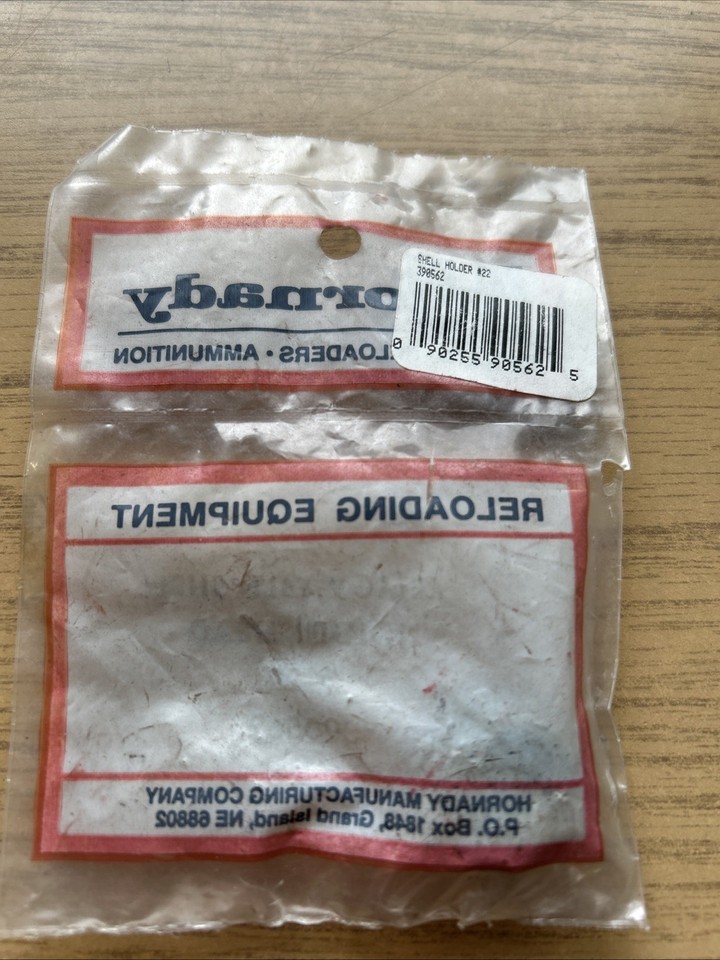 SHELL HOLDER #22
390562
0 90255 90562 5
ornady
LOADERS • AMMUNITION
RELOADING EQUIPMENT
HORNADY MANUFACTURING COMPANY
P.O. Box 1848, Grand Island, NE 68802